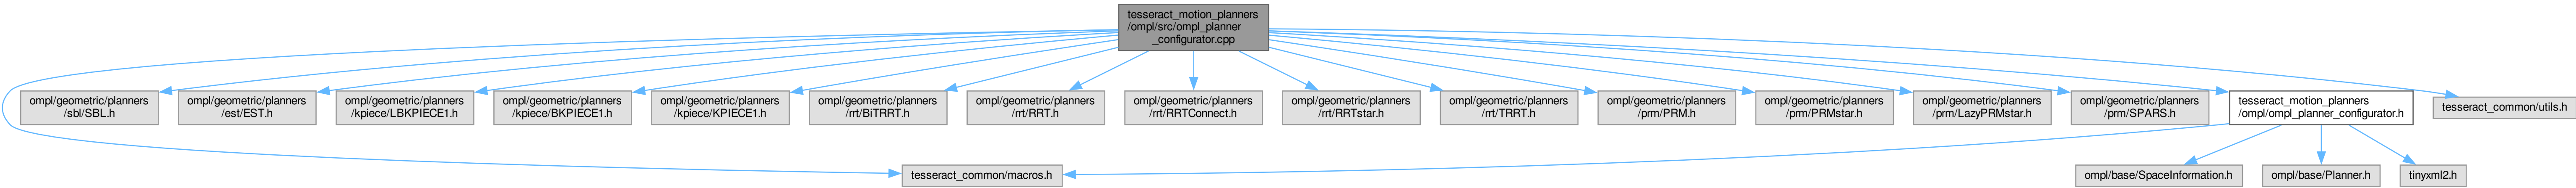 tesseract_motion_planners
/ompl/src/ompl_planner
_configurator.cpp
ompl/geometric/planners
/sbl/SBL.h
ompl/geometric/planners
/est/EST.h
ompl/geometric/planners
/kpiece/LBKPIECE1.h
ompl/geometric/planners
/kpiece/BKPIECE1.h
ompl/geometric/planners
/kpiece/KPIECE1.h
ompl/geometric/planners
/rrt/BiTRRT.h
ompl/geometric/planners
/rrt/RRT.h
ompl/geometric/planners
/rrt/RRTConnect.h
ompl/geometric/planners
/rrt/RRTstar.h
ompl/geometric/planners
/rrt/TRRT.h
ompl/geometric/planners
/prm/PRM.h
ompl/geometric/planners
/prm/PRMstar.h
ompl/geometric/planners
/prm/LazyPRMstar.h
ompl/geometric/planners
/prm/SPARS.h
tesseract_motion_planners
/ompl/ompl_planner_configurator.h
tesseract_common/utils.h
tesseract_common/macros.h
ompl/base/SpaceInformation.h
ompl/base/Planner.h
tinyxml2.h